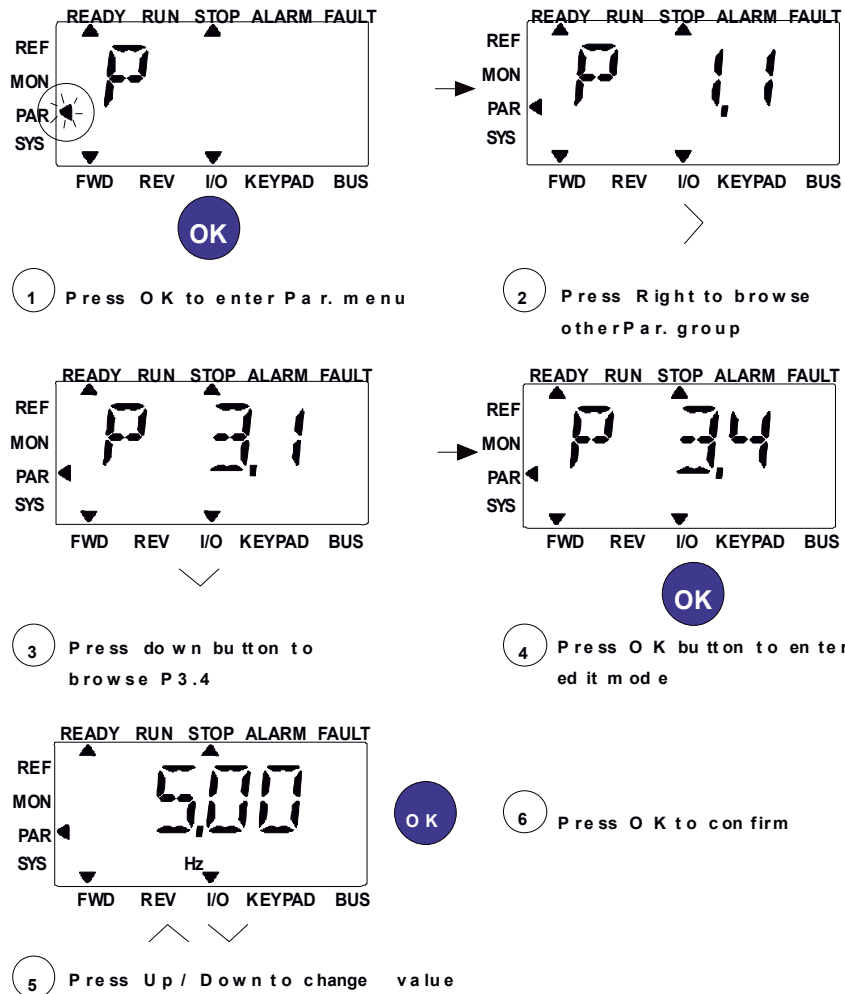 READY RUN STOP ALARM FAULT
REF
MON
PAR
SYS
P
FWD REV I/O KEYPAD BUS
OK
1 Press OK to enter Par. menu
READY RUN STOP ALARM FAULT
REF
MON
PAR
SYS
P 1.1
FWD REV I/O KEYPAD BUS
2 Press Right to browse
other Par. group
READY RUN STOP ALARM FAULT
REF
MON
PAR
SYS
P 3.1
FWD REV I/O KEYPAD BUS
3 Press down button to
browse P3.4
READY RUN STOP ALARM FAULT
REF
MON
PAR
SYS
P 3.4
FWD REV I/O KEYPAD BUS
OK
4 Press OK button to enter
edit mode
READY RUN STOP ALARM FAULT
REF
MON
PAR
SYS
5.00
Hz
FWD REV I/O KEYPAD BUS
5 Press Up / Down to change value
OK
6 Press OK to confirm